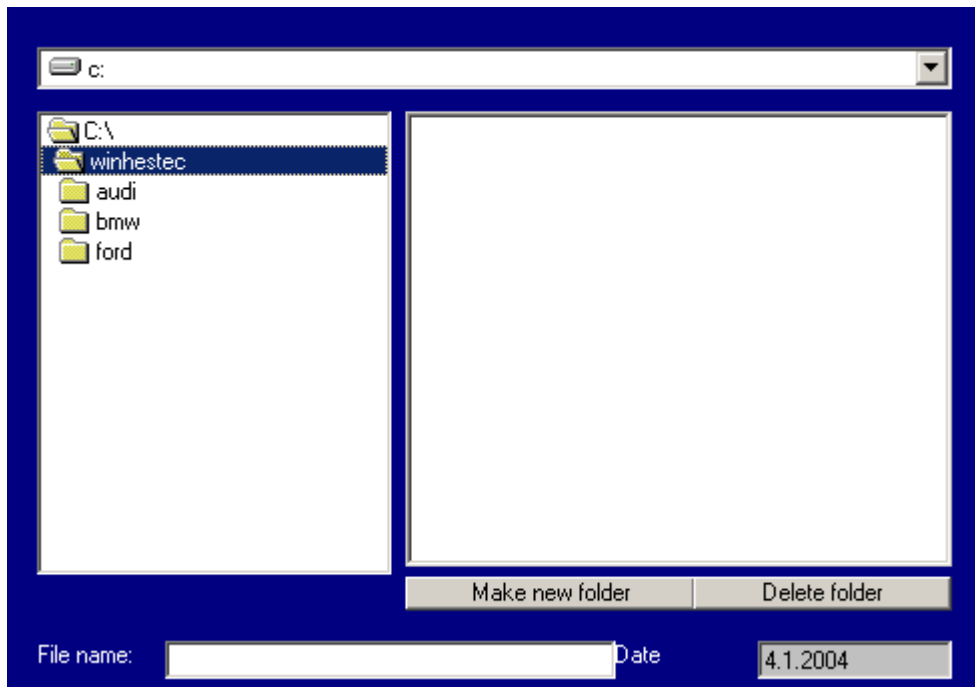 c:
C:\
winhestec
audi
bmw
ford
Make new folder Delete folder
File name: Date 4.1.2004